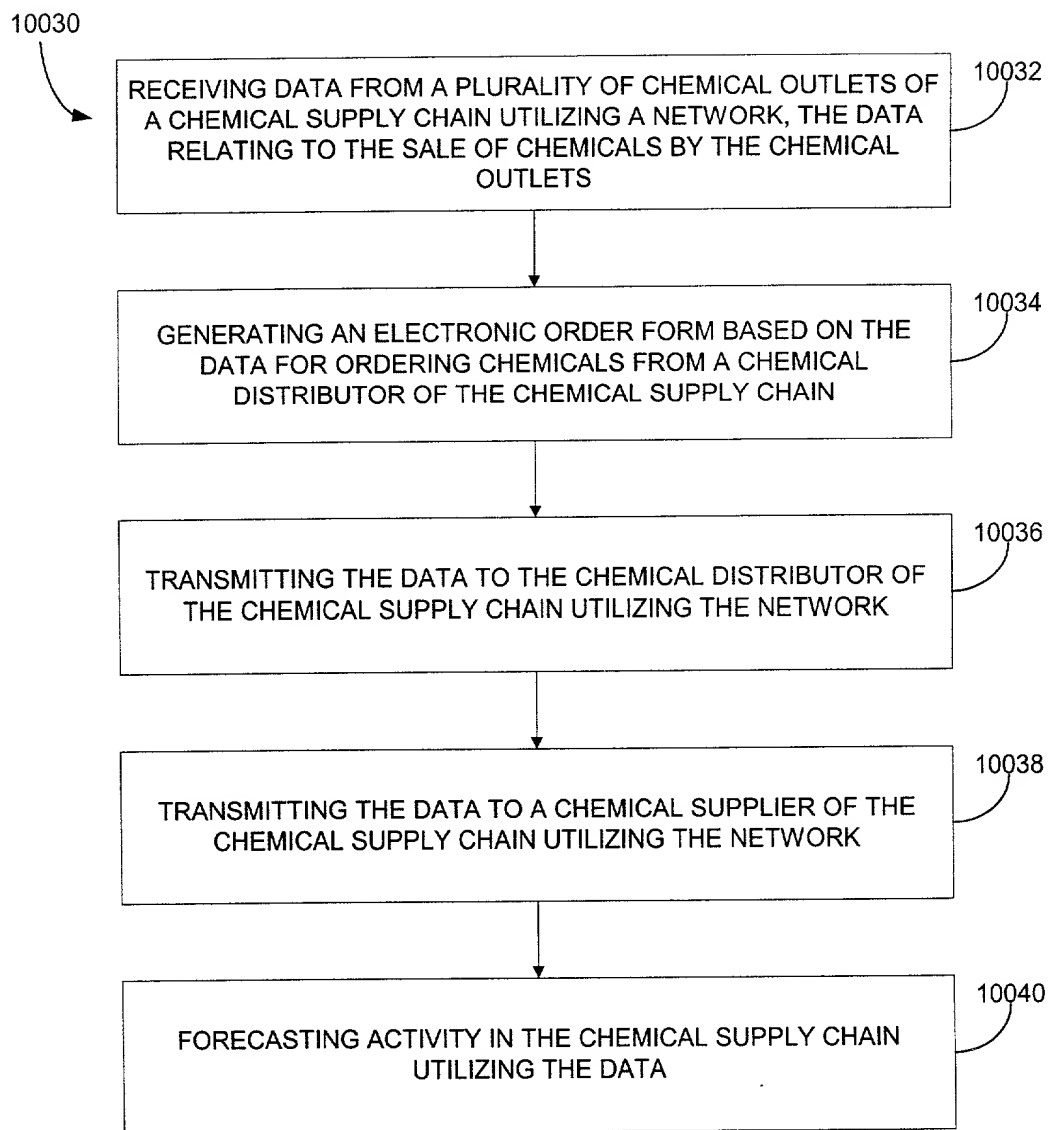 10030
RECEIVING DATA FROM A PLURALITY OF CHEMICAL OUTLETS OF
A CHEMICAL SUPPLY CHAIN UTILIZING A NETWORK, THE DATA
RELATING TO THE SALE OF CHEMICALS BY THE CHEMICAL
OUTLETS
10032
GENERATING AN ELECTRONIC ORDER FORM BASED ON THE
DATA FOR ORDERING CHEMICALS FROM A CHEMICAL
DISTRIBUTOR OF THE CHEMICAL SUPPLY CHAIN
10034
TRANSMITTING THE DATA TO THE CHEMICAL DISTRIBUTOR OF
THE CHEMICAL SUPPLY CHAIN UTILIZING THE NETWORK
10036
TRANSMITTING THE DATA TO A CHEMICAL SUPPLIER OF THE
CHEMICAL SUPPLY CHAIN UTILIZING THE NETWORK
10038
FORECASTING ACTIVITY IN THE CHEMICAL SUPPLY CHAIN
UTILIZING THE DATA
10040